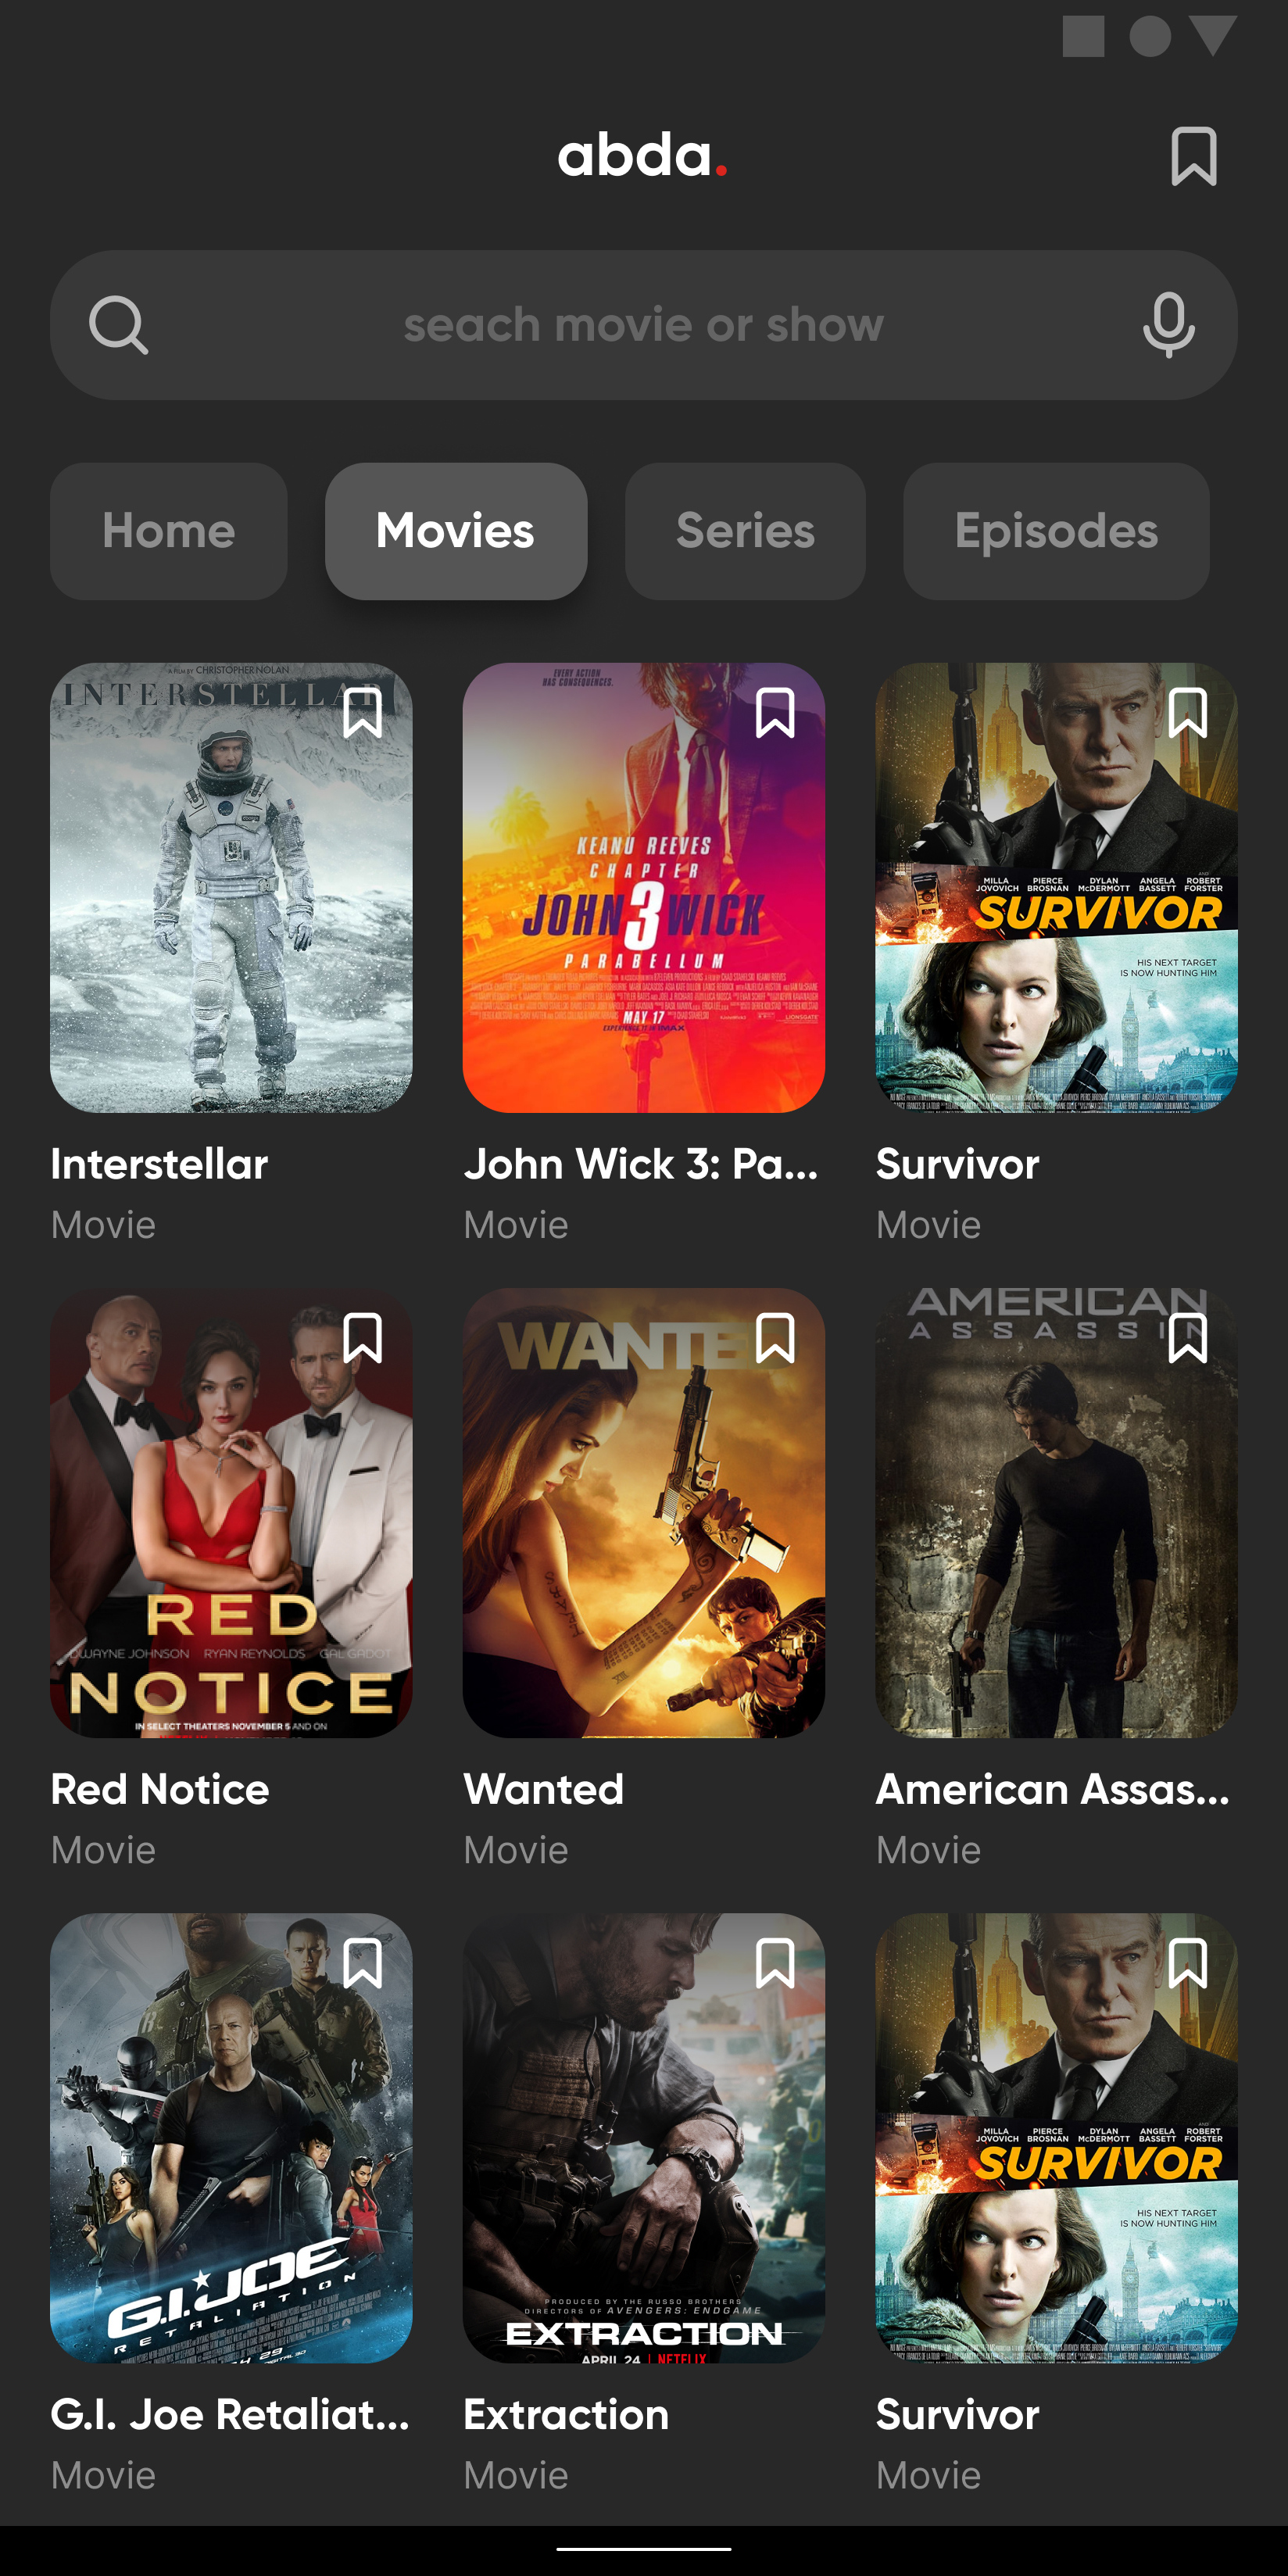 abda.
seach movie or show
Home
Movies
Series
Episodes
A FILM BY CHRISTOPHER NOLAN
INTERSTELLAR
EVERY ACTION
HAS CONSEQUENCES.
KEANU REEVES
CHAPTER
JOHN 3 WICK
PARABELLUM
MAY 17
MILLA JOVOVICH PIERCE BROSNAN DYLAN McDERMOTT ANGELA BASSETT AND ROBERT FORSTER
SURVIVOR
HIS NEXT TARGET
IS NOW HUNTING HIM
Interstellar
Movie
John Wick 3: Pa...
Movie
Survivor
Movie
RED
DWAYNE JOHNSON RYAN REYNOLDS GAL GADOT
NOTICE
IN SELECT THEATERS NOVEMBER 5 AND ON
WANTE
AMERICAN
ASSASSIN
Red Notice
Movie
Wanted
Movie
American Assas...
Movie
G.I.JOE
RETALIATION
PRODUCED BY THE RUSSO BROTHERS
DIRECTORS OF AVENGERS: ENDGAME
EXTRACTION
APRIL 24 | NETFLIX
MILLA JOVOVICH PIERCE BROSNAN DYLAN McDERMOTT ANGELA BASSETT AND ROBERT FORSTER
SURVIVOR
HIS NEXT TARGET
IS NOW HUNTING HIM
G.I. Joe Retaliat...
Movie
Extraction
Movie
Survivor
Movie